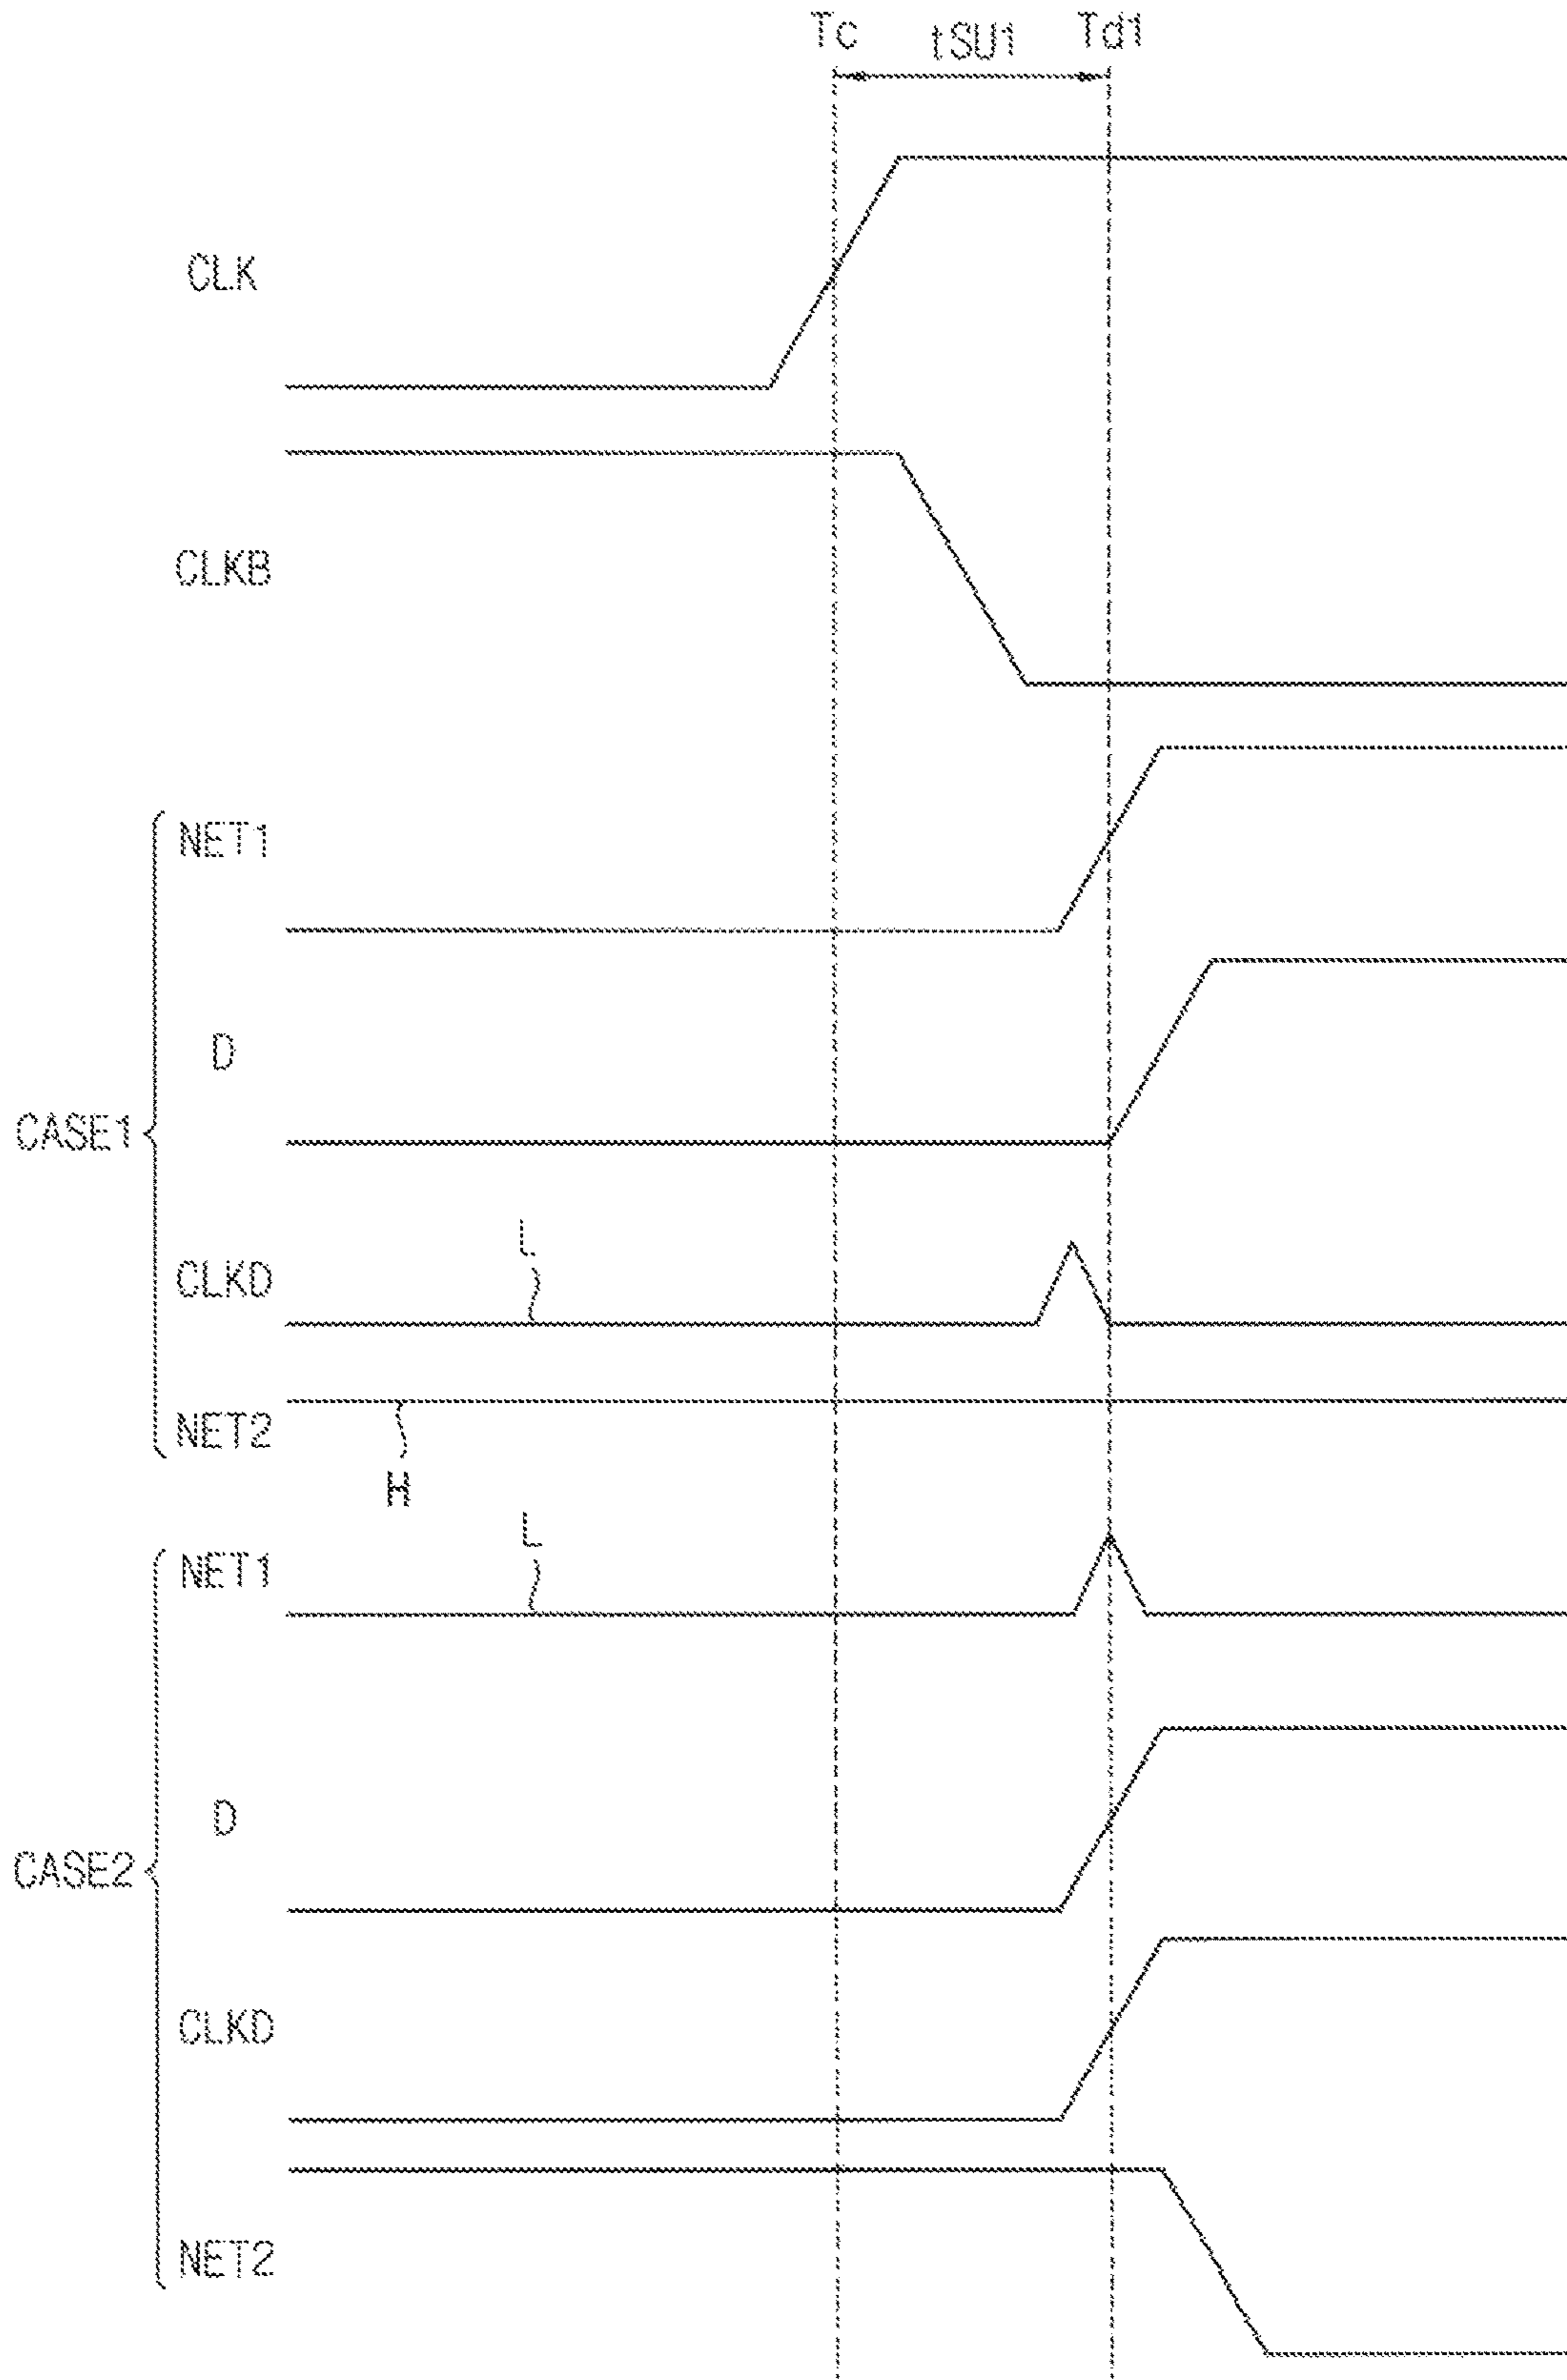 Tc tSU1 Td1
CLK
CLKB
NET1
D
CASE1
L
CLKD
NET2
H
L
NET1
D
CASE2
CLKD
NET2